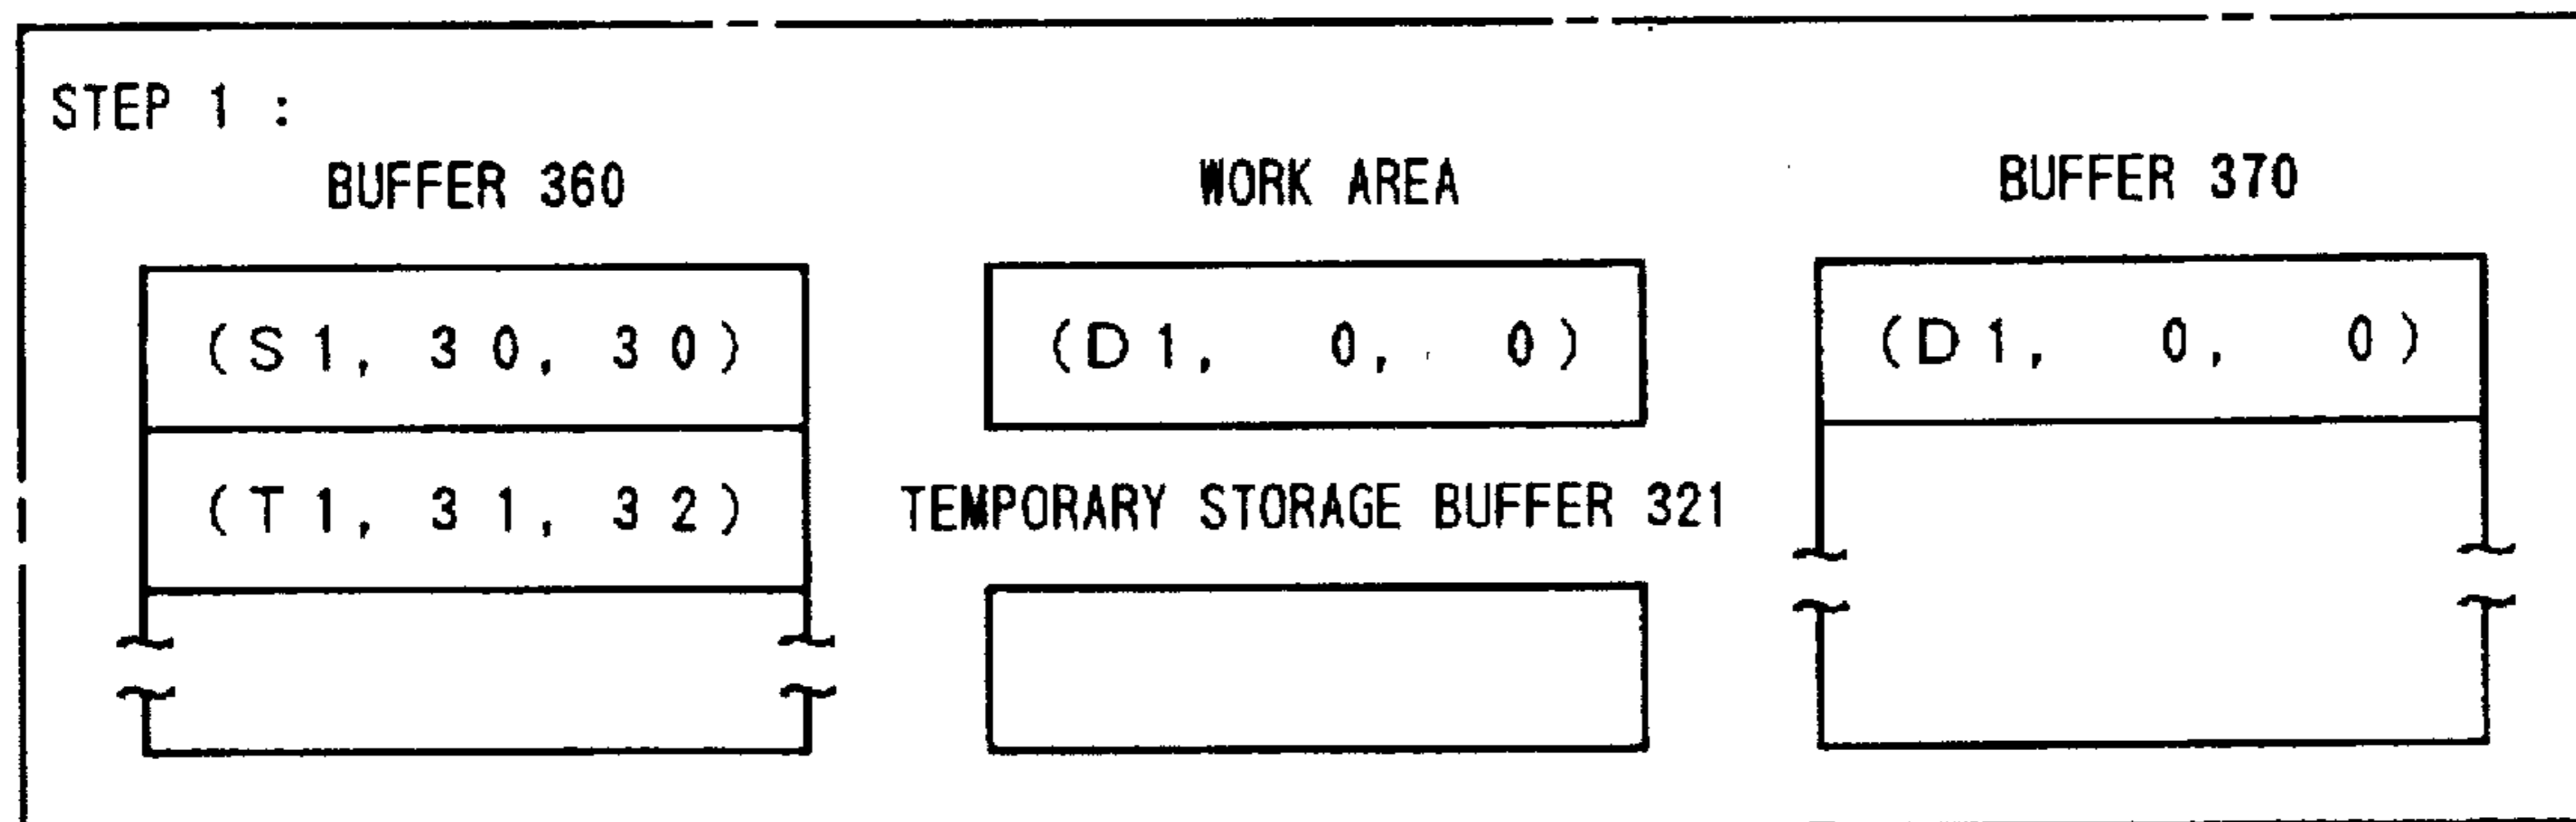 STEP 1 :
BUFFER 360 WORK AREA BUFFER 370
(S1, 30, 30) (D1, 0, 0) (D1, 0, 0)
(T1, 31, 32) TEMPORARY STORAGE BUFFER 321